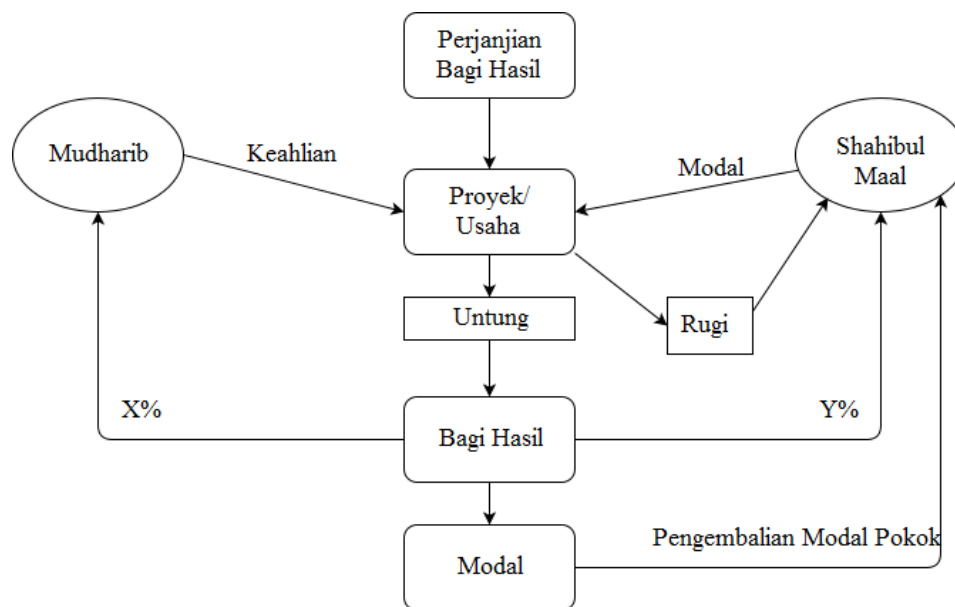 Perjanjian
Bagi Hasil
Mudharib
Keahlian
Modal
Shahibul
Maal
Proyek/
Usaha
Untung
Rugi
X%
Y%
Bagi Hasil
Pengembalian Modal Pokok
Modal